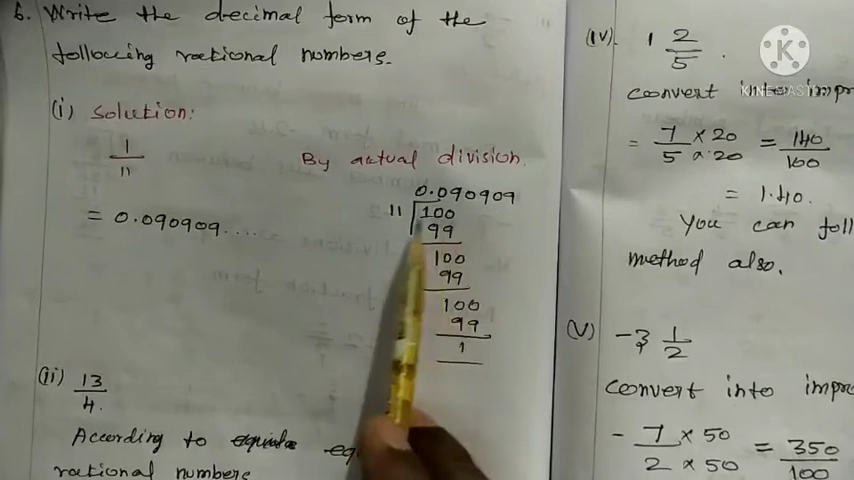 6. Write the decimal form of the
following rational numbers.
(i) Solution:
1
11
By actual division.
= 0.090909....
0.090909
11 100
99
100
99
100
99
1
(ii) 13
4.
According to
rational numbers
(iv). 1 2
5 .
convert into impr
= 7 x 20 = 140
5 x 20 100
= 1.40.
You can foll
method also.
(v) -3 1
2
convert into impro
- 7 x 50 = 350
2 x 50 100
KINEMASTER